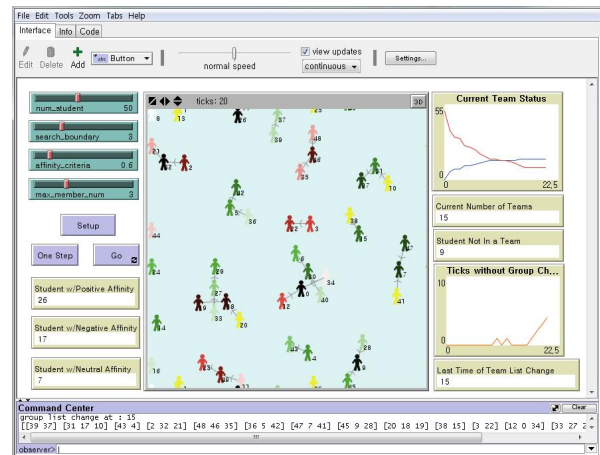 File Edit Tools Zoom Tabs Help
Interface Info Code
Edit Delete Add abc Button normal speed view updates continuous Settings...
ticks: 20 3D
num_student 50
search_boundary 3
affinity_criteria 0.6
max_member_num 3
Setup
One Step Go
Student w/Positive Affinity
26
Student w/Negative Affinity
17
Student w/Neutral Affinity
7
Current Team Status
55
0
0 22,5
Current Number of Teams
15
Student Not In a Team
9
Ticks without Group Ch...
10
0
0 22,5
Last Time of Team List Change
15
Command Center Clear
group list change at : 15
[[39 37] [31 17 10] [43 4] [2 32 21] [48 46 35] [36 5 42] [47 7 41] [45 9 28] [20 18 19] [38 15] [3 22] [12 0 34] [33 27 2
observer>